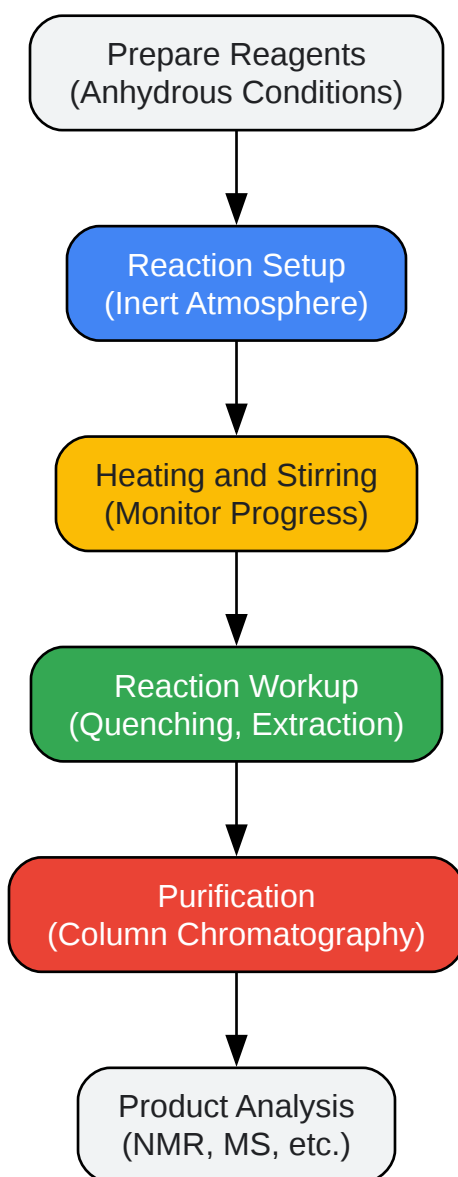 Prepare Reagents
(Anhydrous Conditions)
Reaction Setup
(Inert Atmosphere)
Heating and Stirring
(Monitor Progress)
Reaction Workup
(Quenching, Extraction)
Purification
(Column Chromatography)
Product Analysis
(NMR, MS, etc.)